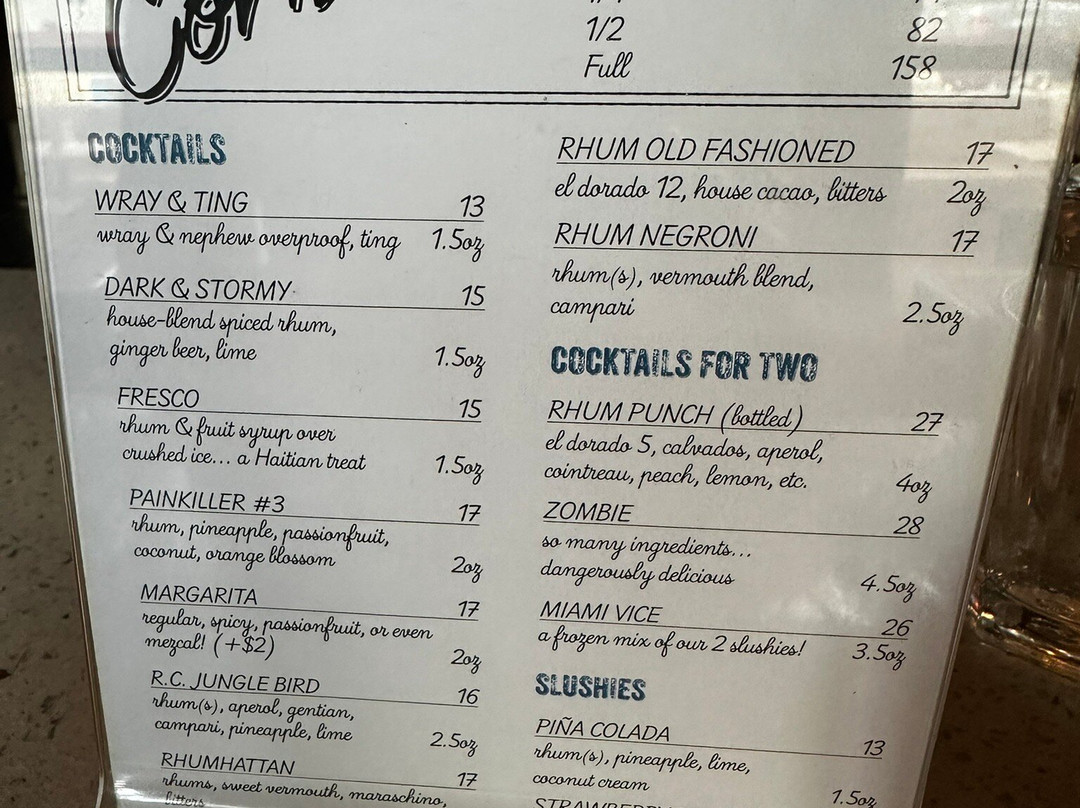 1/2 82
Full 158
COCKTAILS
WRAY & TING 13
wray & nephew overproof, ting 1.5oz
DARK & STORMY 15
house-blend spiced rhum,
ginger beer, lime 1.5oz
FRESCO 15
rhum & fruit syrup over
crushed ice... a Haitian treat 1.5oz
PAINKILLER #3 17
rhum, pineapple, passionfruit,
coconut, orange blossom 2oz
MARGARITA 17
regular, spicy, passionfruit, or even
mezcal! (+$2) 2oz
R.C. JUNGLE BIRD 16
rhum(s), aperol, gentian,
campari, pineapple, lime 2.5oz
RHUMHATTAN 17
rhums, sweet vermouth, maraschino,
bitters
RHUM OLD FASHIONED 17
el dorado 12, house cacao, bitters 2oz
RHUM NEGRONI 17
rhum(s), vermouth blend,
campari 2.5oz
COCKTAILS FOR TWO
RHUM PUNCH (bottled) 27
el dorado 5, calvados, aperol,
cointreau, peach, lemon, etc. 4oz
ZOMBIE 28
so many ingredients...
dangerously delicious 4.5oz
MIAMI VICE 26
a frozen mix of our 2 slushies! 3.5oz
SLUSHIES
PIÑA COLADA 13
rhum(s), pineapple, lime,
coconut cream 1.5oz
STRAWBERRY